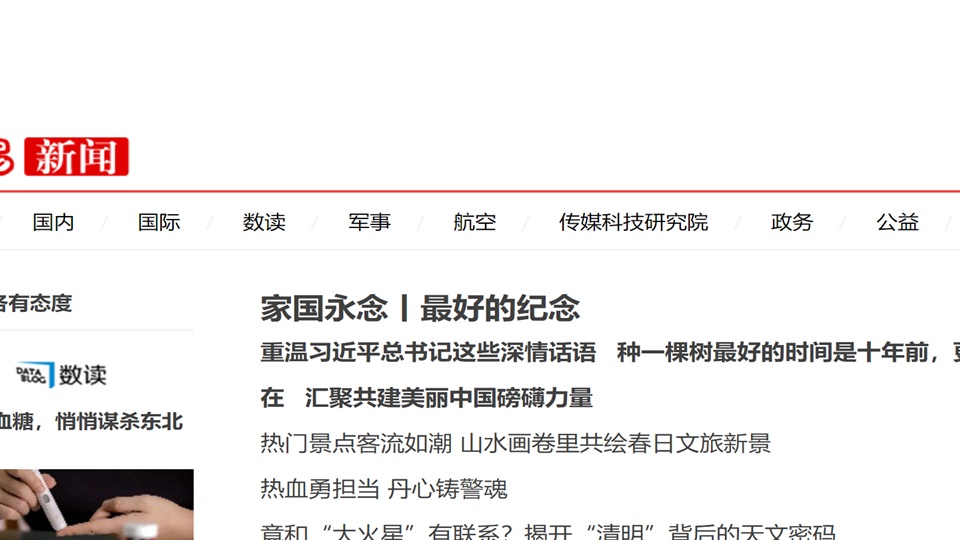 新闻
国内 / 国际 / 数读 / 军事 / 航空 / 传媒科技研究院 / 政务 / 公益 /
有态度
DATA BLOG 数读
血糖，悄悄谋杀东北
家国永念丨最好的纪念
重温习近平总书记这些深情话语 种一棵树最好的时间是十年前，
在 汇聚共建美丽中国磅礴力量
热门景点客流如潮 山水画卷里共绘春日文旅新景
热血勇担当 丹心铸警魂
竟和“大火星”有联系？揭开“清明”背后的天文密码